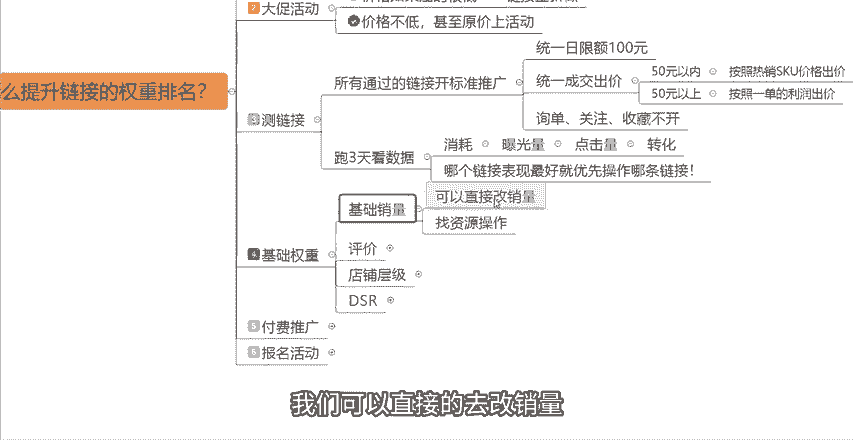 2 大促活动
价格不低，甚至原价上活动
么提升链接的权重排名？
统一日限额100元
所有通过的链接开标准推广
统一成交出价
50元以内
按照热销SKU价格出价
50元以上
按照一单的利润出价
测链接
询单、关注、收藏不开
跑3天看数据
消耗 曝光量 点击量 转化
哪个链接表现最好就优先操作哪条链接！
基础销量
可以直接改销量
找资源操作
4 基础权重
评价
店铺层级
DSR
5 付费推广
6 报名活动
我们可以直接的去改销量